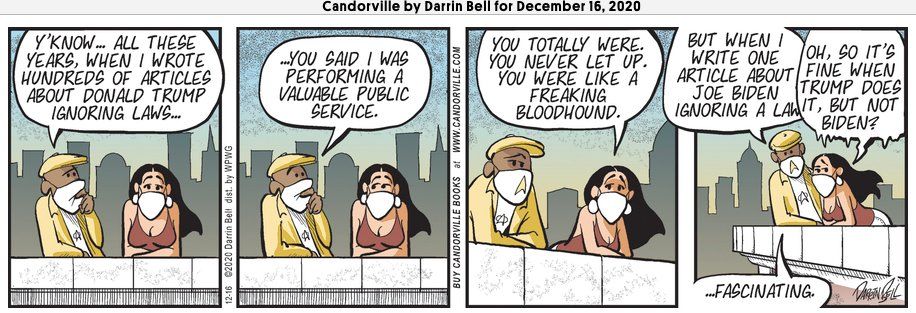 Candorville by Darrin Bell for December 16, 2020
Y'KNOW... ALL THESE
YEARS, WHEN I WROTE
HUNDREDS OF ARTICLES
ABOUT DONALD TRUMP
IGNORING LAWS...
12-16 ©2020 Darrin Bell dist. by WPWG
...YOU SAID I WAS
PERFORMING A
VALUABLE PUBLIC
SERVICE.
BUY CANDORVILLE BOOKS at WWW.CANDORVILLE.COM
YOU TOTALLY WERE.
YOU NEVER LET UP.
YOU WERE LIKE A
FREAKING
BLOODHOUND.
BUT WHEN I
WRITE ONE
ARTICLE ABOUT
JOE BIDEN
IGNORING A LAW
OH, SO IT'S
FINE WHEN
TRUMP DOES
IT, BUT NOT
BIDEN?
...FASCINATING.
DARRIN BELL